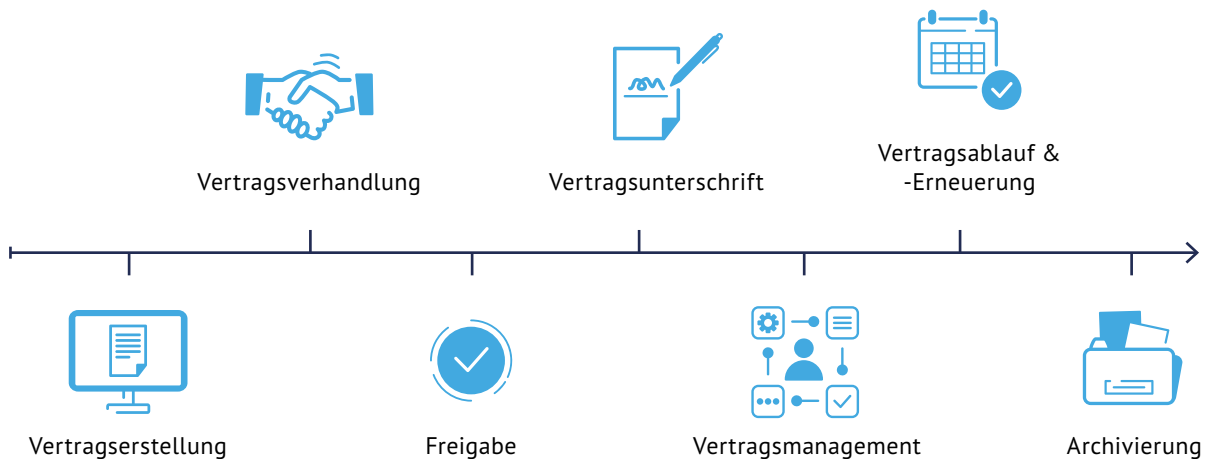 Vertragsverhandlung
Vertragsunterschrift
Vertragsablauf &
-Erneuerung
Vertragserstellung
Freigabe
Vertragsmanagement
Archivierung